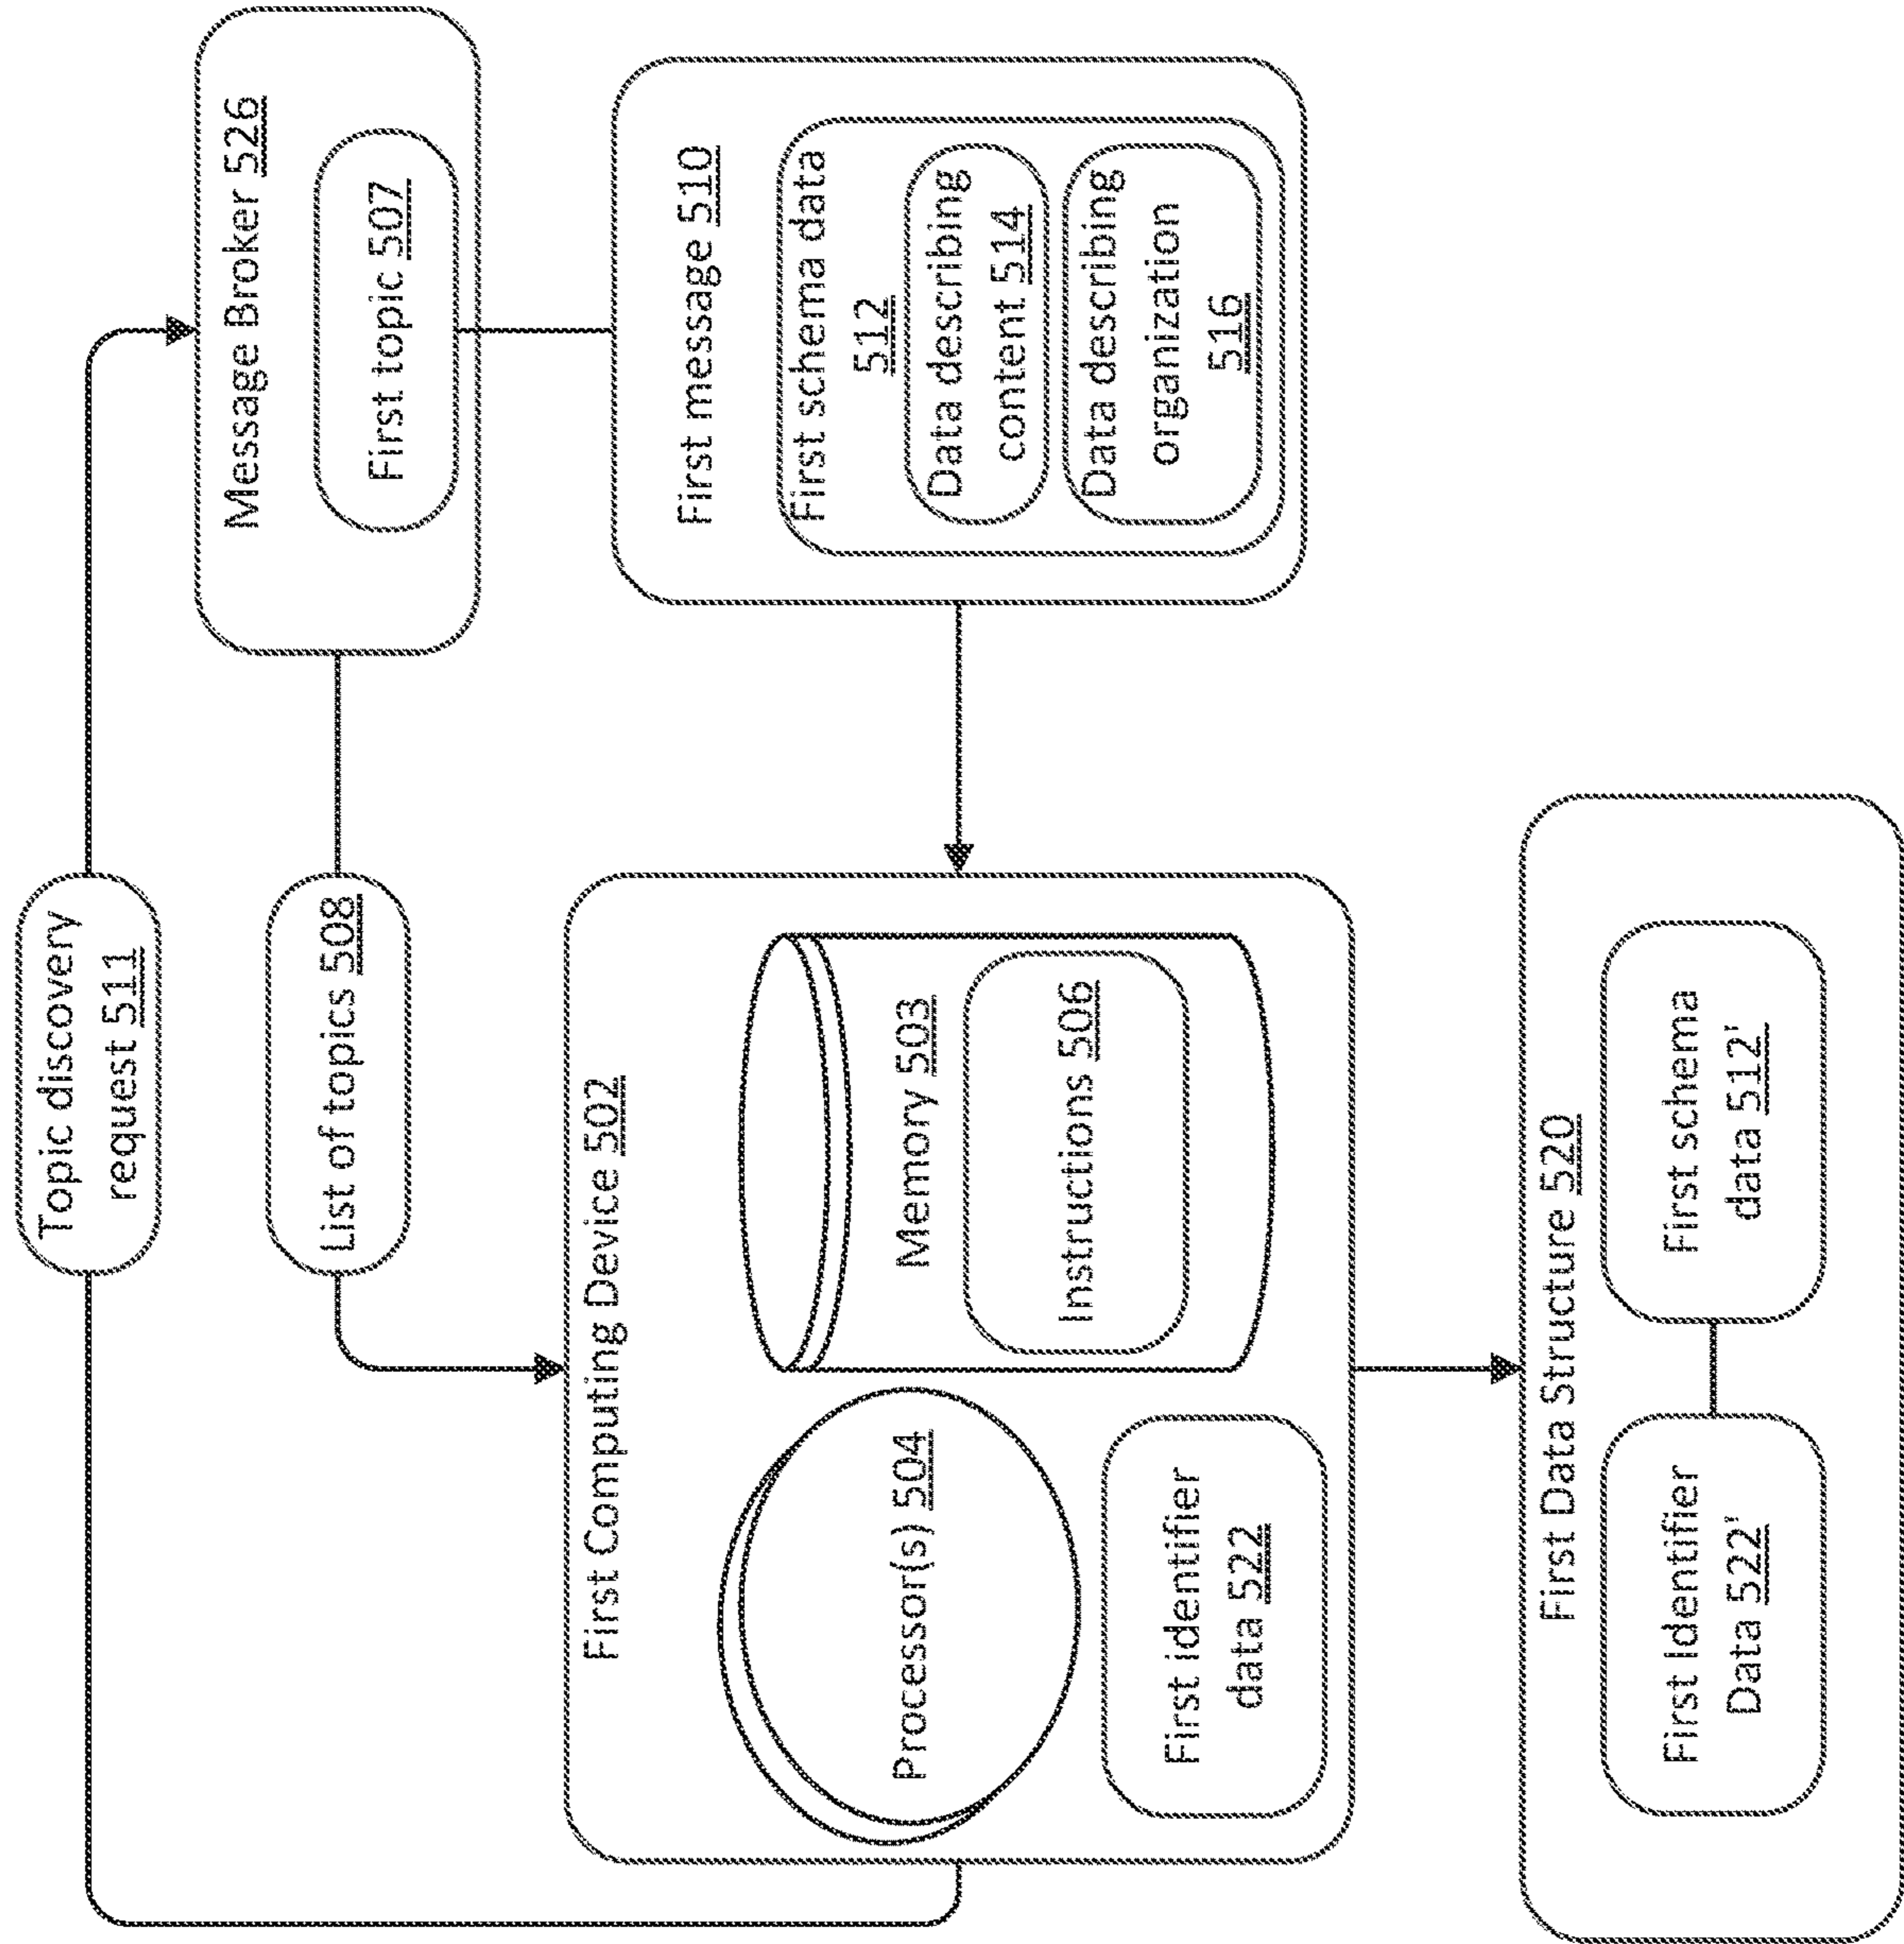 Topic discovery
request 511
List of topics 508
Message Broker 526
First topic 507
First Computing Device 502
Processor(s) 504
Memory 503
Instructions 506
First identifier
data 522
First message 510
First schema data
512
Data describing
content 514
Data describing
organization
516
First Data Structure 520
First Identifier
Data 522'
First schema
data 512'